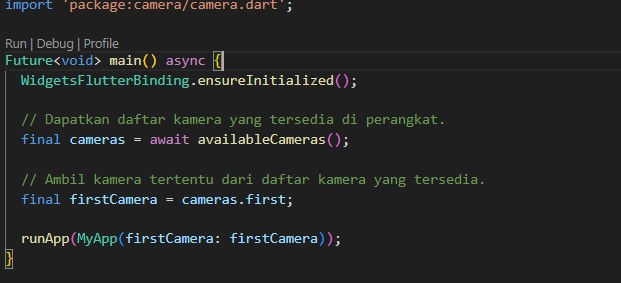 import 'package:camera/camera.dart';
Run | Debug | Profile
Future<void> main() async {
  WidgetsFlutterBinding.ensureInitialized();
  // Dapatkan daftar kamera yang tersedia di perangkat.
  final cameras = await availableCameras();
  // Ambil kamera tertentu dari daftar kamera yang tersedia.
  final firstCamera = cameras.first;
  runApp(MyApp(firstCamera: firstCamera));
}